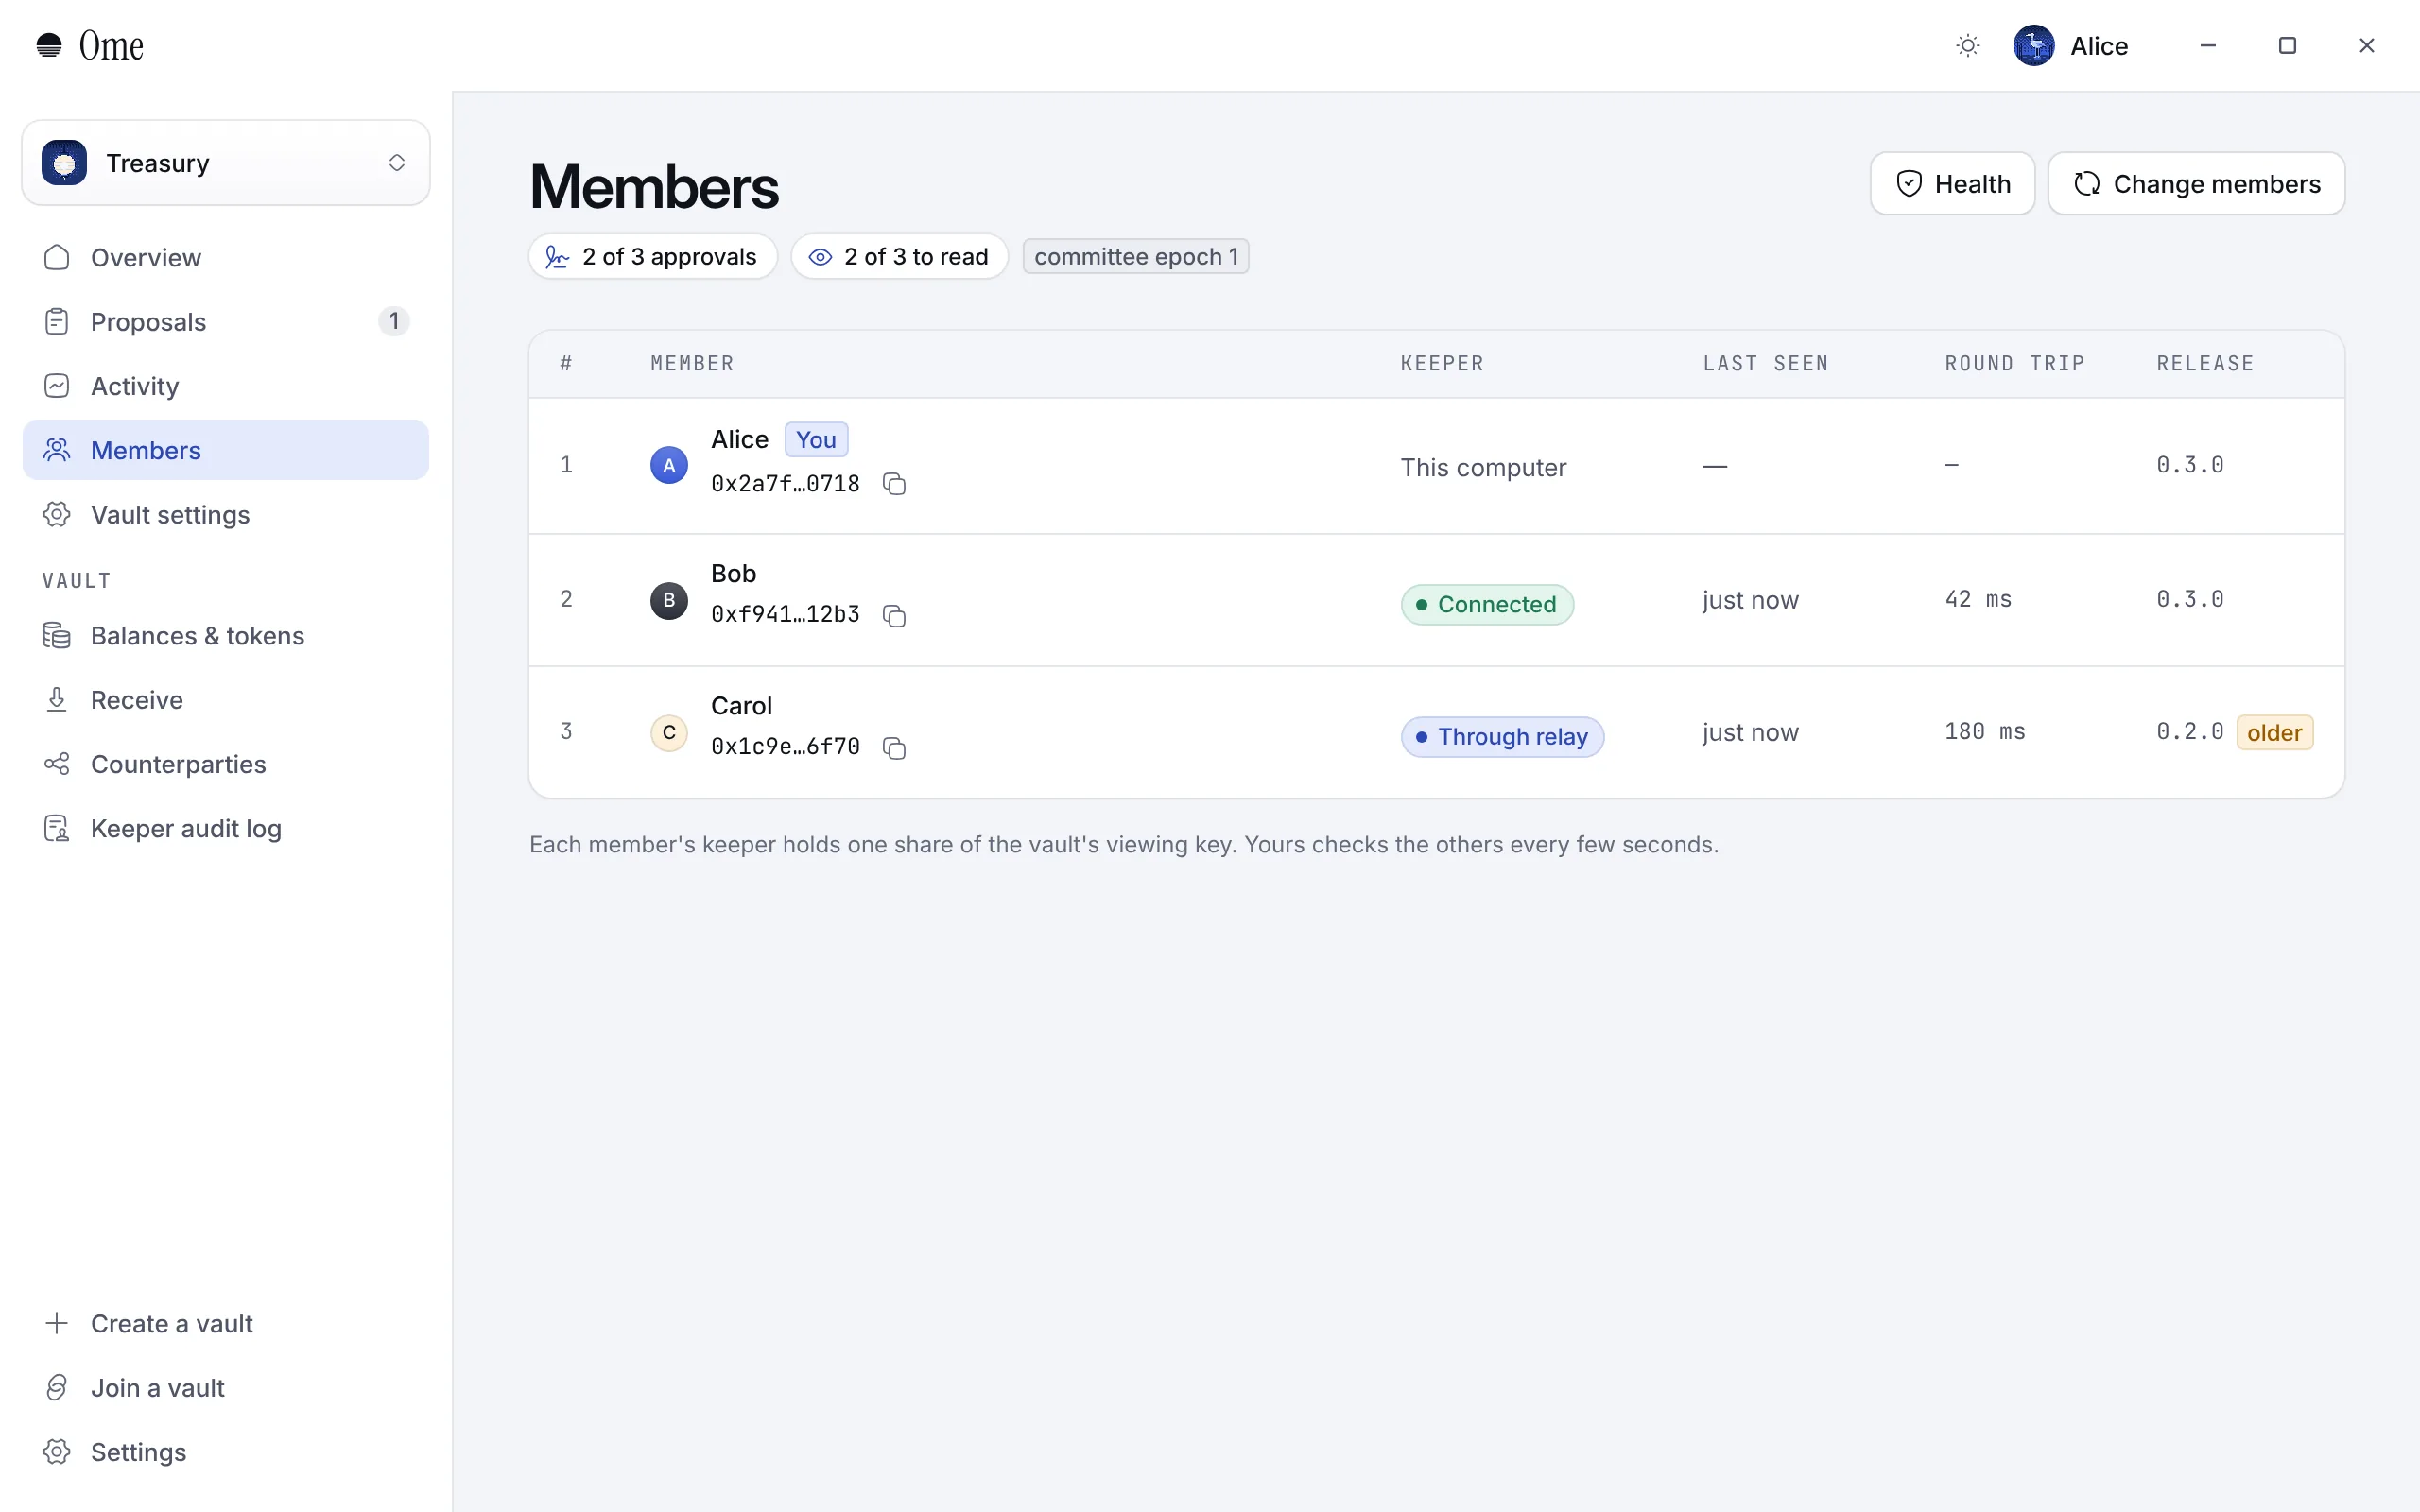 Ome
Alice
Treasury
Overview
Proposals 1
Activity
Members
Vault settings
VAULT
Balances & tokens
Receive
Counterparties
Keeper audit log
Create a vault
Join a vault
Settings
Members
Health
Change members
2 of 3 approvals
2 of 3 to read
committee epoch 1
# MEMBER KEEPER LAST SEEN ROUND TRIP RELEASE
1 A Alice You
0x2a7f…0718
This computer — – 0.3.0
2 B Bob
0xf941…12b3
Connected just now 42 ms 0.3.0
3 C Carol
0x1c9e…6f70
Through relay just now 180 ms 0.2.0 older
Each member's keeper holds one share of the vault's viewing key. Yours checks the others every few seconds.